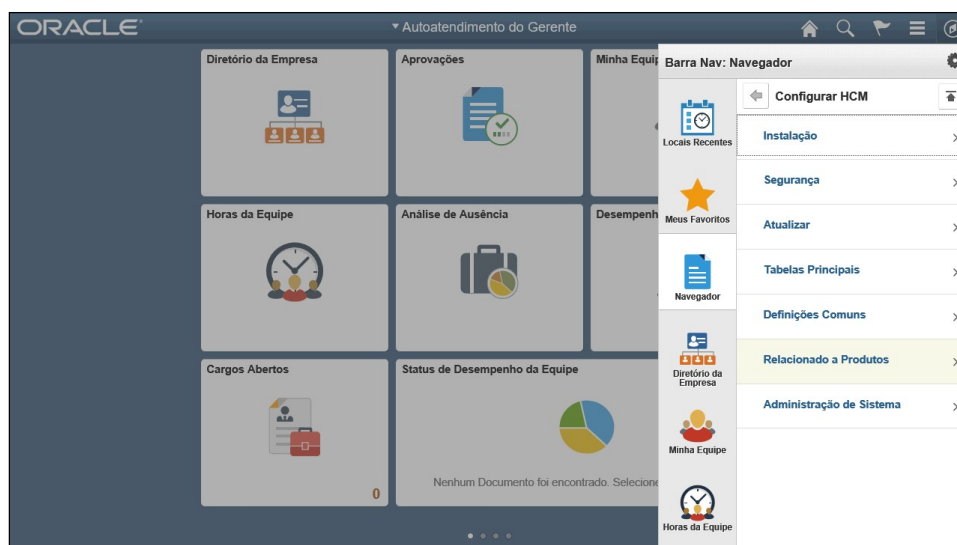 ORACLE
Autoatendimento do Gerente
Diretório da Empresa
Aprovações
Minha Equip
Horas da Equipe
Análise de Ausência
Desempenh
Cargos Abertos
0
Status de Desempenho da Equipe
Nenhum Documento foi encontrado. Selecione
Barra Nav: Navegador
Locais Recentes
Meus Favoritos
Navegador
Diretório da
Empresa
Minha Equipe
Horas da Equipe
Configurar HCM
Instalação
Segurança
Atualizar
Tabelas Principais
Definições Comuns
Relacionado a Produtos
Administração de Sistema